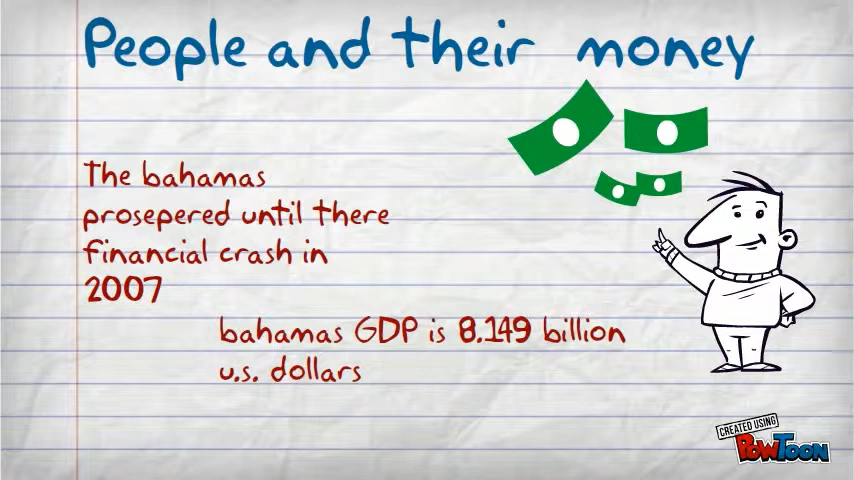 People and their money
The bahamas
prosepered until there
financial crash in
2007
bahamas GDP is 8.149 billion
u.s. dollars
CREATED USING
POWTOON